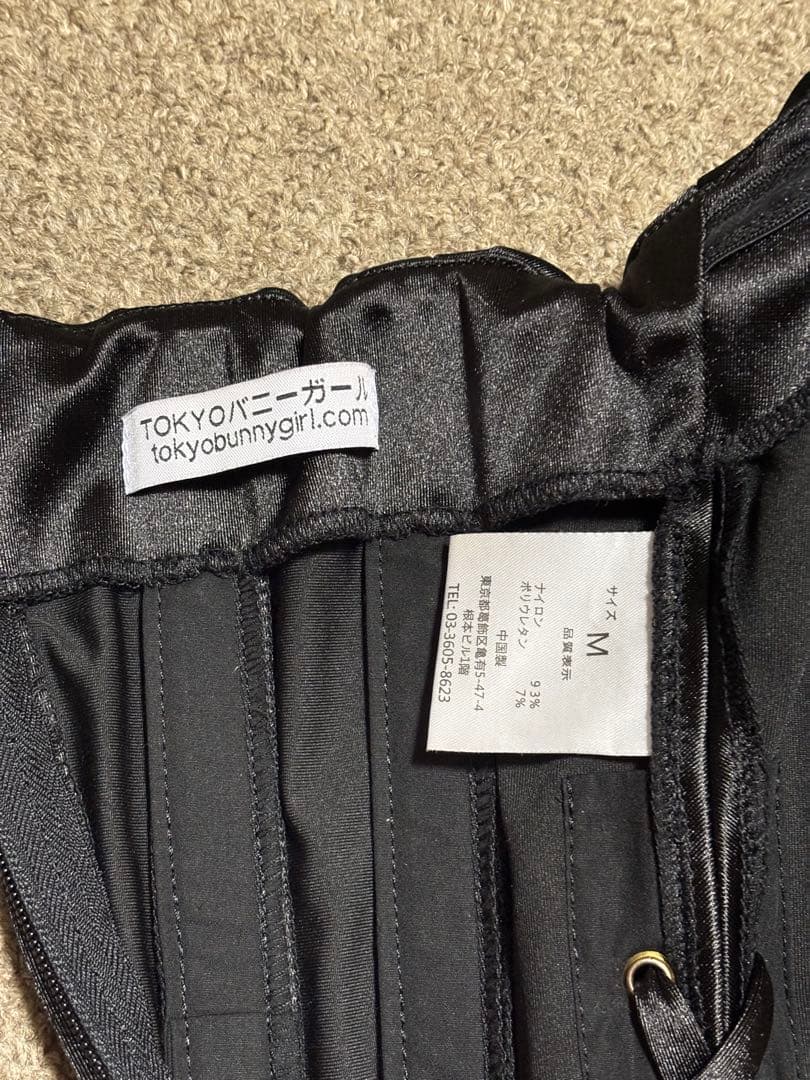 TOKYOバニーガール
tokyobunnygirl.com
サイズ M
品質表示
ナイロン 93%
ポリウレタン 7%
中国製
東京都葛飾区亀有5-47-4
根本ビル1階
TEL: 03-3605-8623